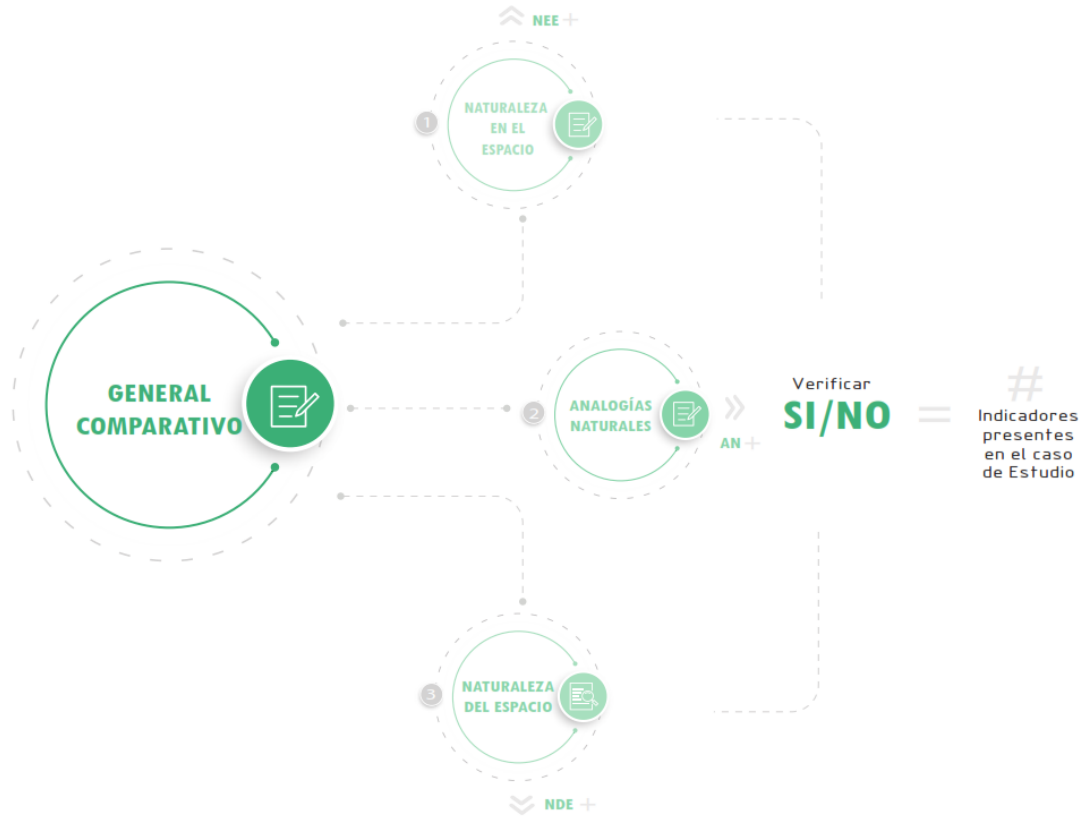 NEE +
1
NATURALEZA
EN EL
ESPACIO
GENERAL
COMPARATIVO
2
ANALOGÍAS
NATURALES
AN +
Verificar
SI/NO
=
#
Indicadores
presentes
en el caso
de Estudio
3
NATURALEZA
DEL ESPACIO
NDE +